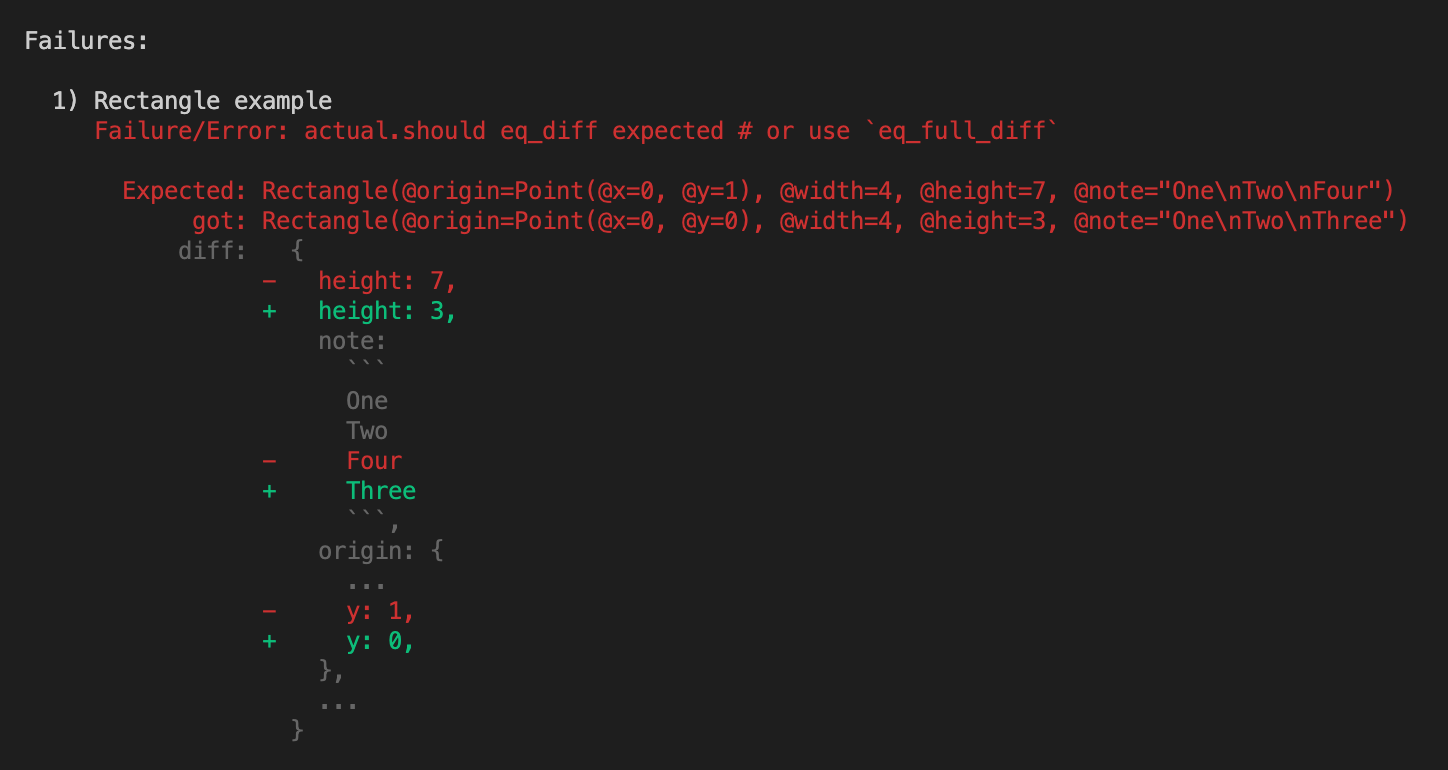 Failures:

  1) Rectangle example
     Failure/Error: actual.should eq_diff expected # or use `eq_full_diff`

       Expected: Rectangle(@origin=Point(@x=0, @y=1), @width=4, @height=7, @note="One\nTwo\nFour")
            got: Rectangle(@origin=Point(@x=0, @y=0), @width=4, @height=3, @note="One\nTwo\nThree")
           diff:   {
                 -   height: 7,
                 +   height: 3,
                     note:
                       ```
                       One
                       Two
                 -     Four
                 +     Three
                       ```,
                     origin: {
                       ...
                 -     y: 1,
                 +     y: 0,
                     },
                     ...
                   }